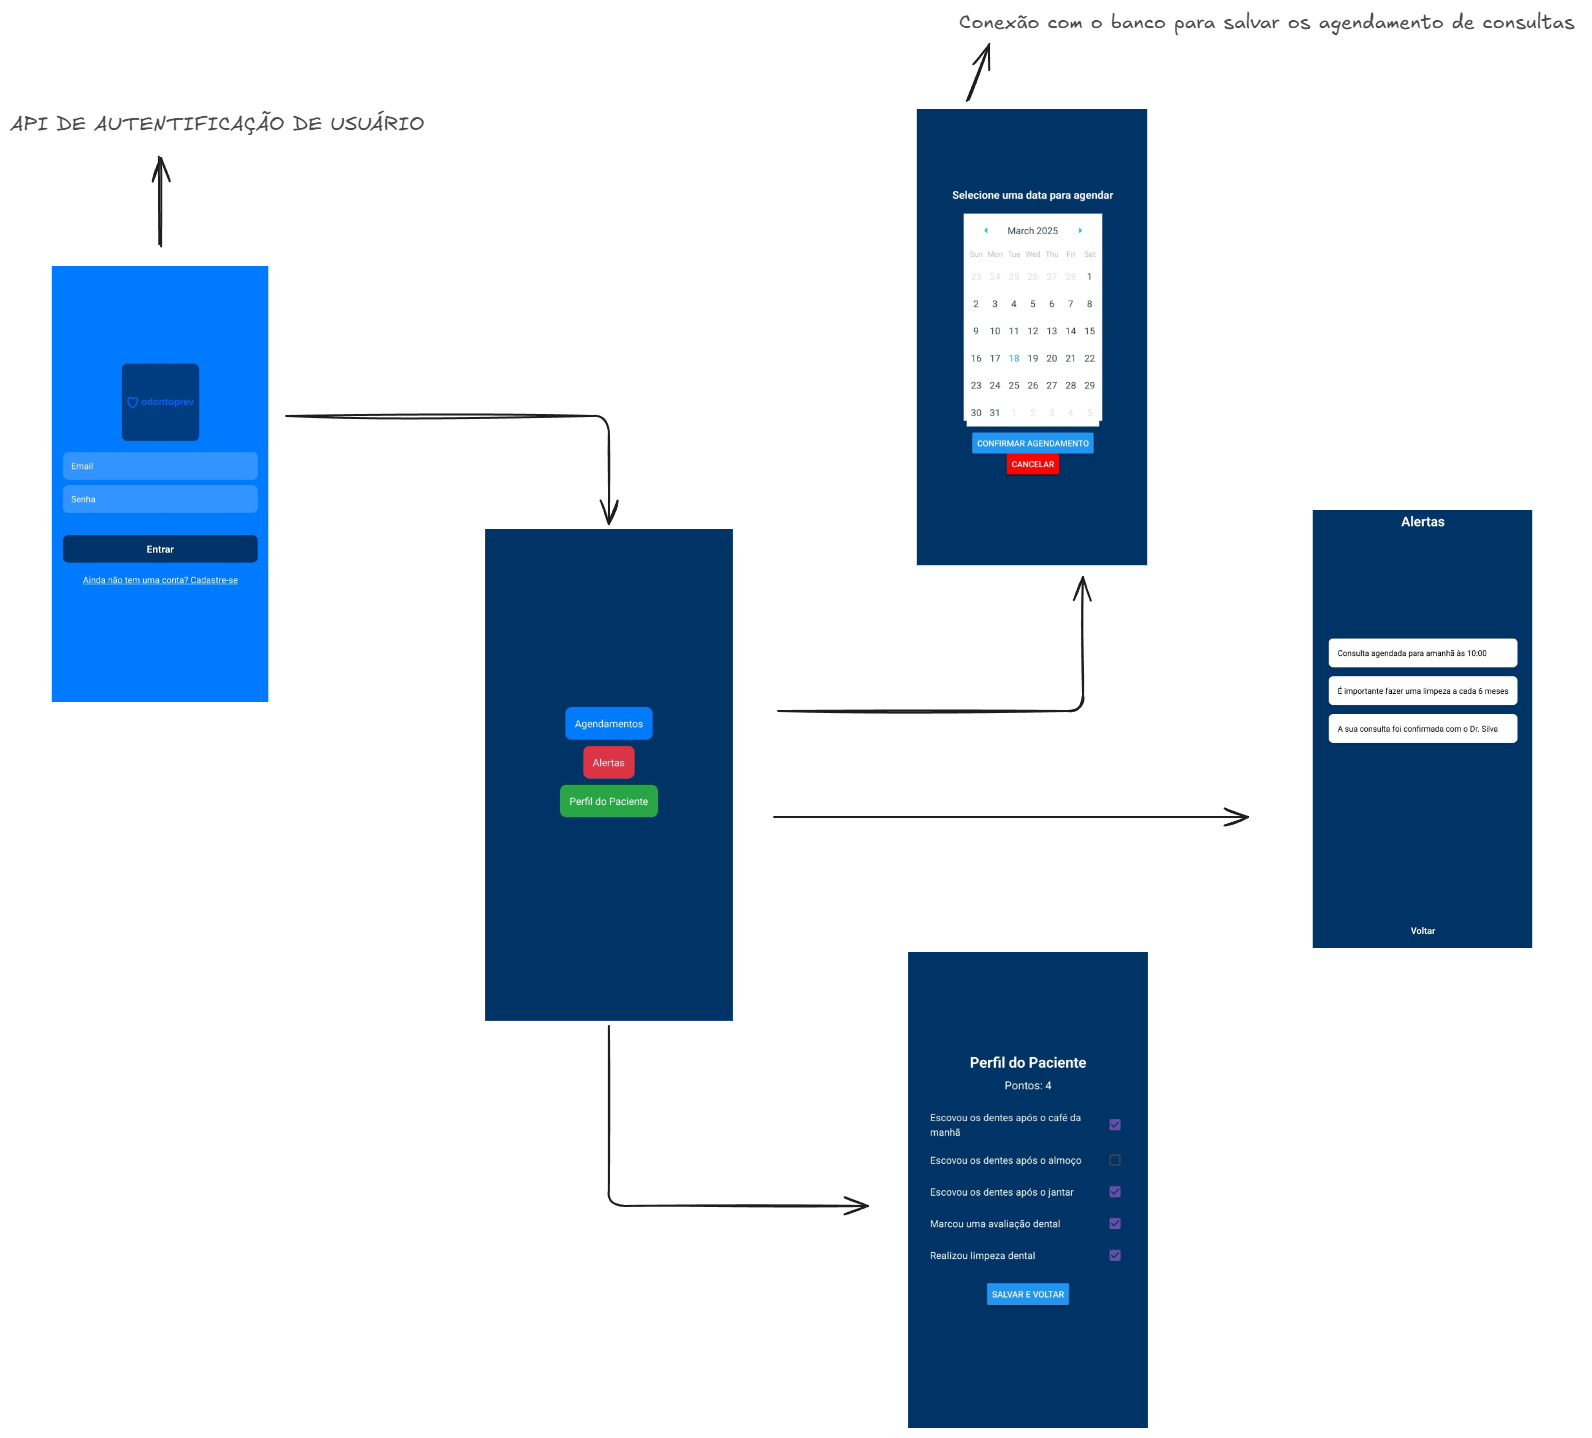 Conexão com o banco para salvar os agendamento de consultas
API DE AUTENTIFICAÇÃO DE USUÁRIO
odontoprev
Email
Senha
Entrar
Ainda não tem uma conta? Cadastre-se
Agendamentos
Alertas
Perfil do Paciente
Selecione uma data para agendar
March 2025
Sun Mon Tue Wed Thu Fri Sat
23 24 25 26 27 28 1
2 3 4 5 6 7 8
9 10 11 12 13 14 15
16 17 18 19 20 21 22
23 24 25 26 27 28 29
30 31 1 2 3 4 5
CONFIRMAR AGENDAMENTO
CANCELAR
Alertas
Consulta agendada para amanhã às 10:00
É importante fazer uma limpeza a cada 6 meses
A sua consulta foi confirmada com o Dr. Silva
Voltar
Perfil do Paciente
Pontos: 4
Escovou os dentes após o café da
manhã
Escovou os dentes após o almoço
Escovou os dentes após o jantar
Marcou uma avaliação dental
Realizou limpeza dental
SALVAR E VOLTAR